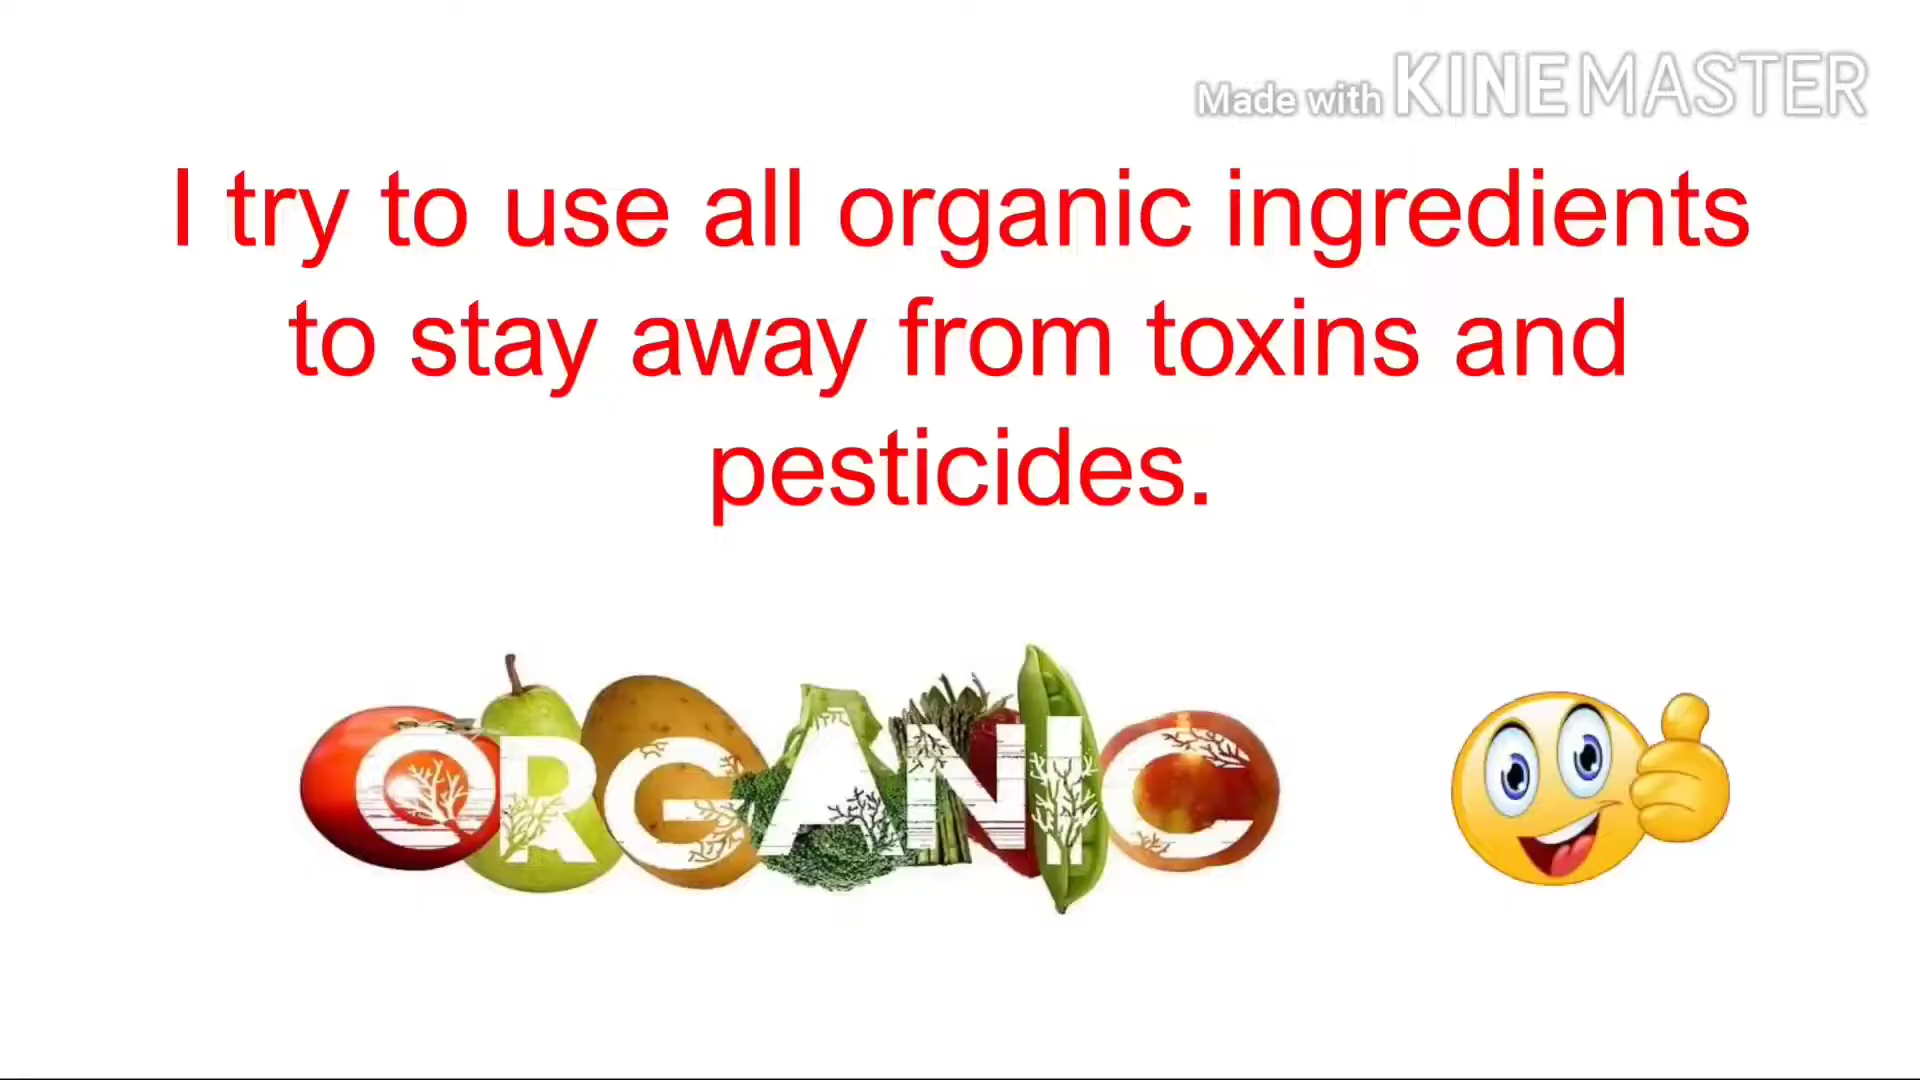 Made with KINEMASTER
I try to use all organic ingredients
to stay away from toxins and
pesticides.
ORGANIC